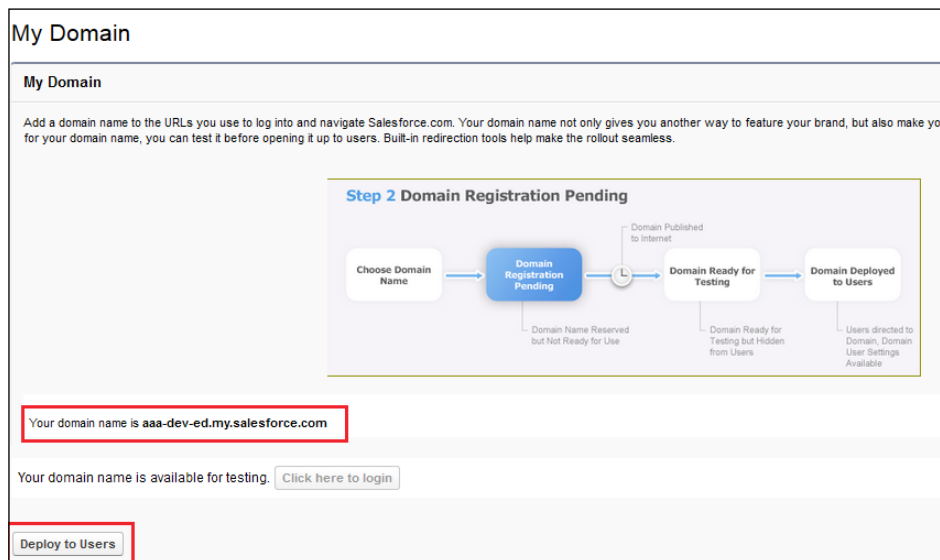 My Domain
My Domain
Add a domain name to the URLs you use to log into and navigate Salesforce.com. Your domain name not only gives you another way to feature your brand, but also make yo
for your domain name, you can test it before opening it up to users. Built-in redirection tools help make the rollout seamless.
Step 2 Domain Registration Pending
Domain Published
to Internet
Choose Domain
Name
Domain
Registration
Pending
Domain Ready for
Testing
Domain Deployed
to Users
Domain Name Reserved
but Not Ready for Use
Domain Ready for
Testing but Hidden
from Users
Users directed to
Domain, Domain
User Settings
Available
Your domain name is aaa-dev-ed.my.salesforce.com
Your domain name is available for testing. Click here to login
Deploy to Users